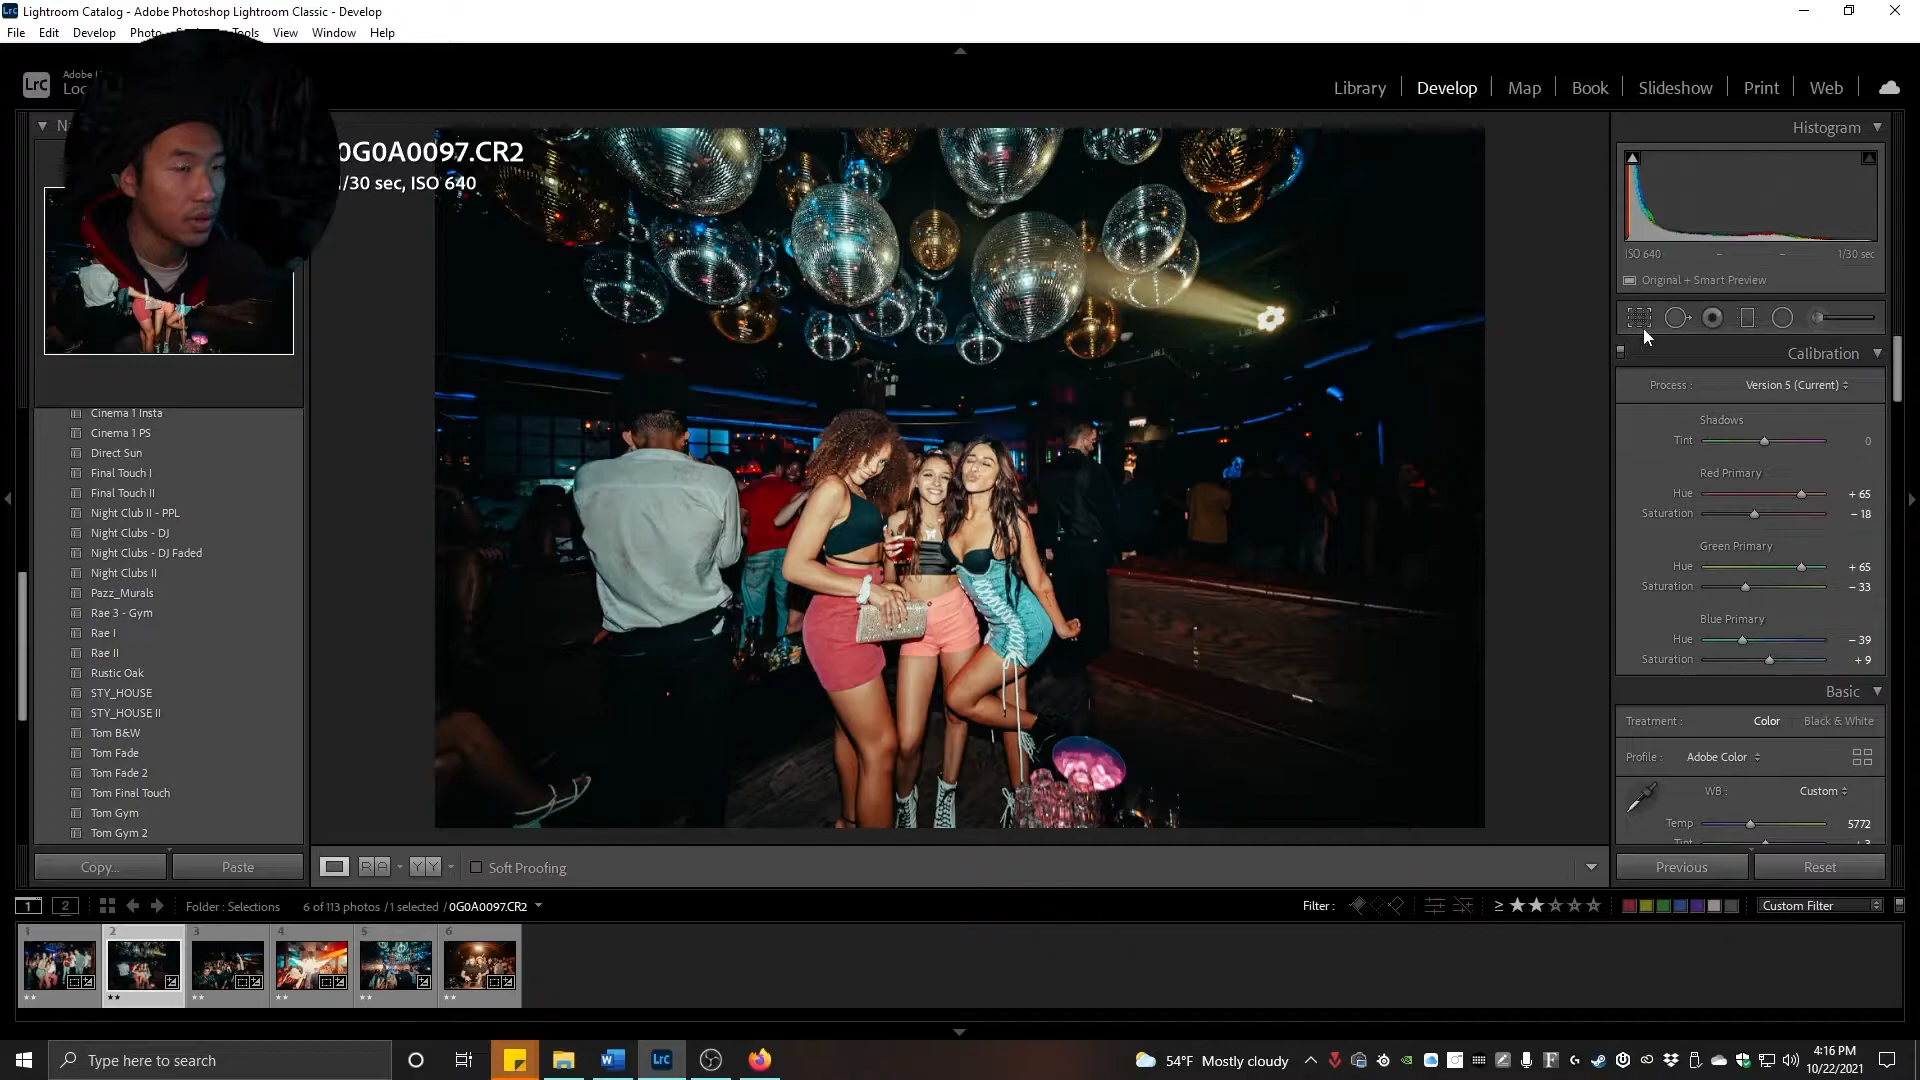 Lrc Lightroom Catalog - Adobe Photoshop Lightroom Classic - Develop
File Edit Develop Photo Tools View Window Help
LrC Adobe
Library Develop Map Book Slideshow Print Web
0G0A0097.CR2
/30 sec, ISO 640
Histogram
ISO 640 – – 1/30 sec
Original + Smart Preview
Calibration
Process : Version 5 (Current)
Shadows
Tint 0
Red Primary
Hue + 65
Saturation – 18
Green Primary
Hue + 65
Saturation – 33
Blue Primary
Hue – 39
Saturation + 9
Basic
Treatment : Color Black & White
Profile : Adobe Color
WB : Custom
Temp 5772
Tint + 3
Previous Reset
Cinema 1 Insta
Cinema 1 PS
Direct Sun
Final Touch I
Final Touch II
Night Club II - PPL
Night Clubs - DJ
Night Clubs - DJ Faded
Night Clubs II
Pazz_Murals
Rae 3 - Gym
Rae I
Rae II
Rustic Oak
STY_HOUSE
STY_HOUSE II
Tom B&W
Tom Fade
Tom Fade 2
Tom Final Touch
Tom Gym
Tom Gym 2
Copy... Paste
R A Y Y Soft Proofing
1 2 Folder : Selections 6 of 113 photos / 1 selected / 0G0A0097.CR2
Filter : ≥ Custom Filter
1 2 3 4 5 6
Type here to search
54°F Mostly cloudy
4:16 PM
10/22/2021